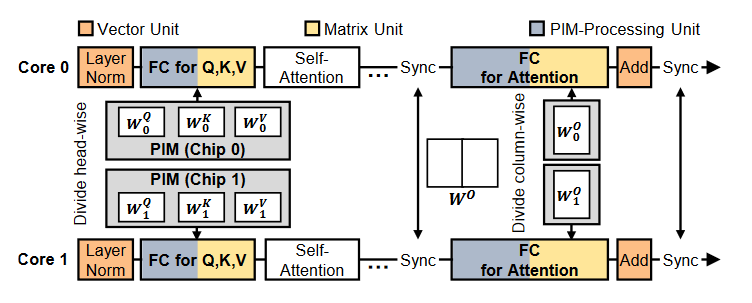 Vector Unit Matrix Unit PIM-Processing Unit
Core 0 Layer Norm FC for Q,K,V Self-Attention ... Sync FC for Attention Add Sync
Divide head-wise
W_0^Q W_0^K W_0^V
PIM (Chip 0)
PIM (Chip 1)
W_1^Q W_1^K W_1^V
W^O
Divide column-wise
W_0^O
W_1^O
Core 1 Layer Norm FC for Q,K,V Self-Attention ... Sync FC for Attention Add Sync